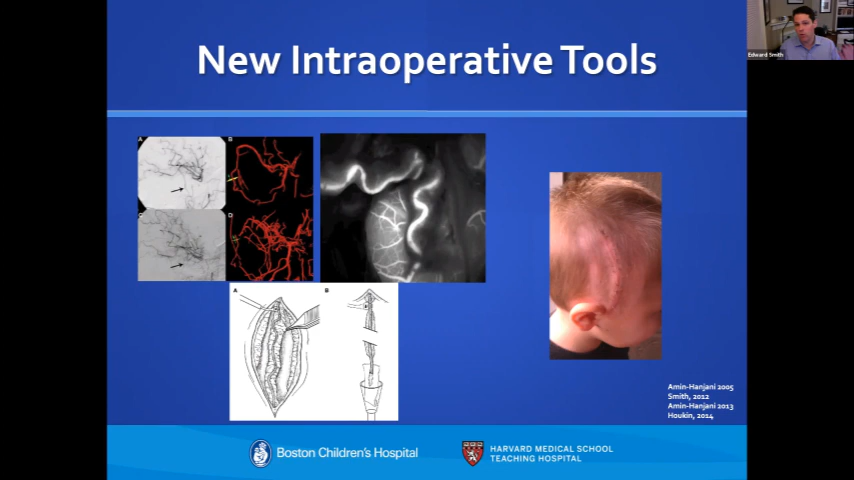 New Intraoperative Tools
Edward Smith
A
B
C
D
A
B
Amin-Hanjani 2005
Smith, 2012
Amin-Hanjani 2013
Houkin, 2014
Boston Children's Hospital
HARVARD MEDICAL SCHOOL
TEACHING HOSPITAL